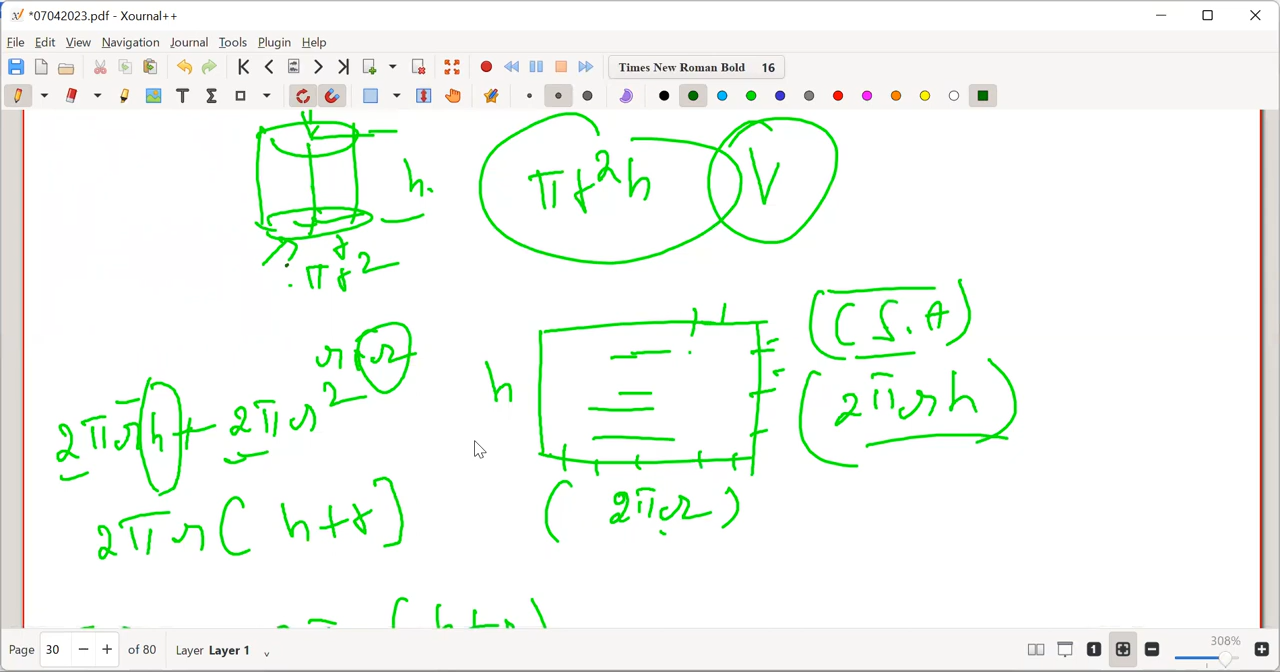 *07042023.pdf - Xournal++
File Edit View Navigation Journal Tools Plugin Help
Times New Roman Bold 16
h.
πr²h
V
πr²
r
r·r
(C S.A)
h
2πrh + 2πr²
(2πrh)
(2πr)
2πr(h+r]
(h+r)
Page 30 of 80 Layer Layer 1
308%